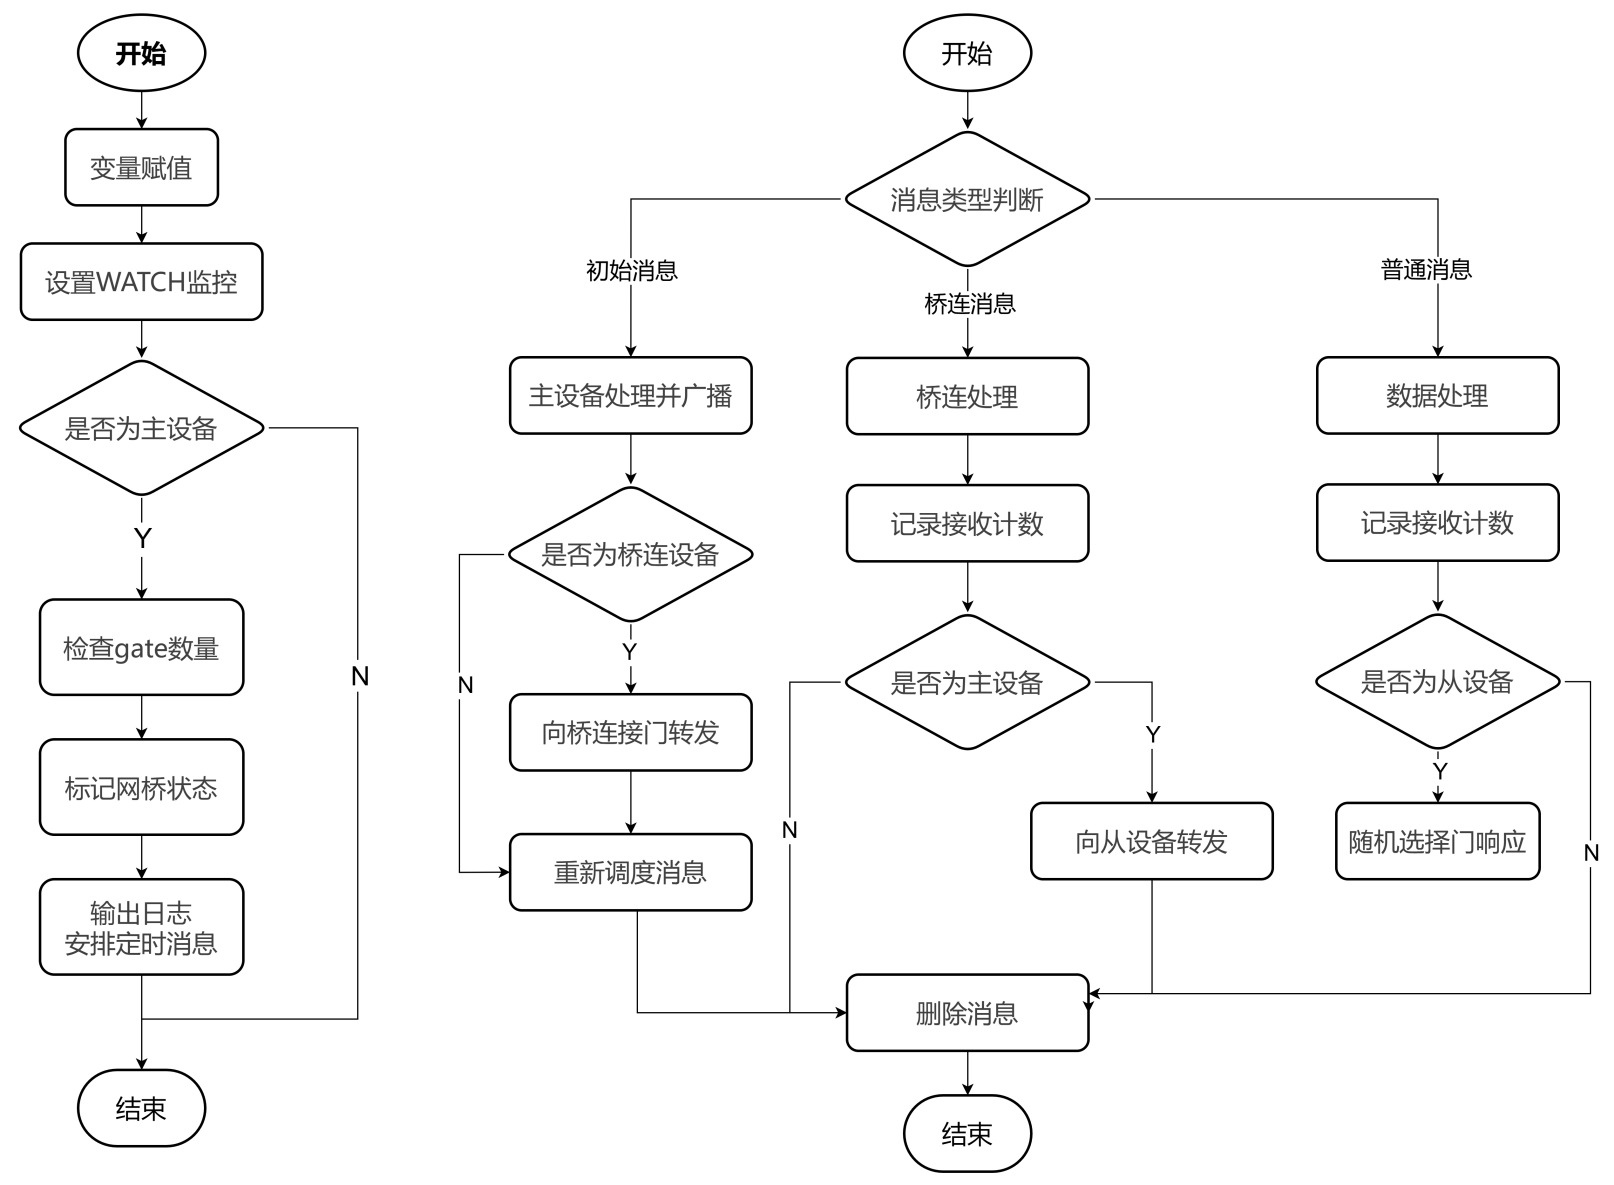 开始
变量赋值
设置WATCH监控
是否为主设备
Y
N
检查gate数量
标记网桥状态
输出日志
安排定时消息
结束
开始
消息类型判断
初始消息
桥连消息
普通消息
主设备处理并广播
是否为桥连设备
N
Y
向桥连接门转发
重新调度消息
桥连处理
记录接收计数
是否为主设备
N
Y
向从设备转发
数据处理
记录接收计数
是否为从设备
Y
N
随机选择门响应
删除消息
结束